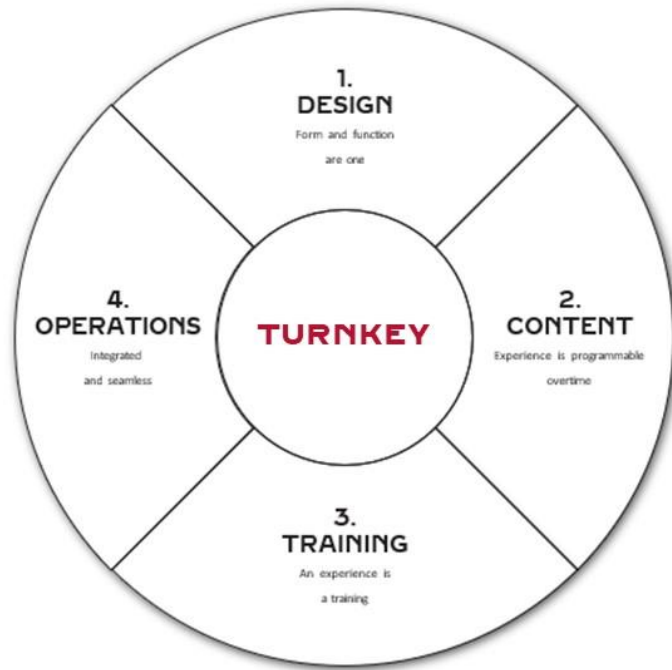 1.
DESIGN
Form and function
are one
4.
OPERATIONS
Integrated
and seamless
TURNKEY
2.
CONTENT
Experience is programmable
overtime
3.
TRAINING
An experience is
a training